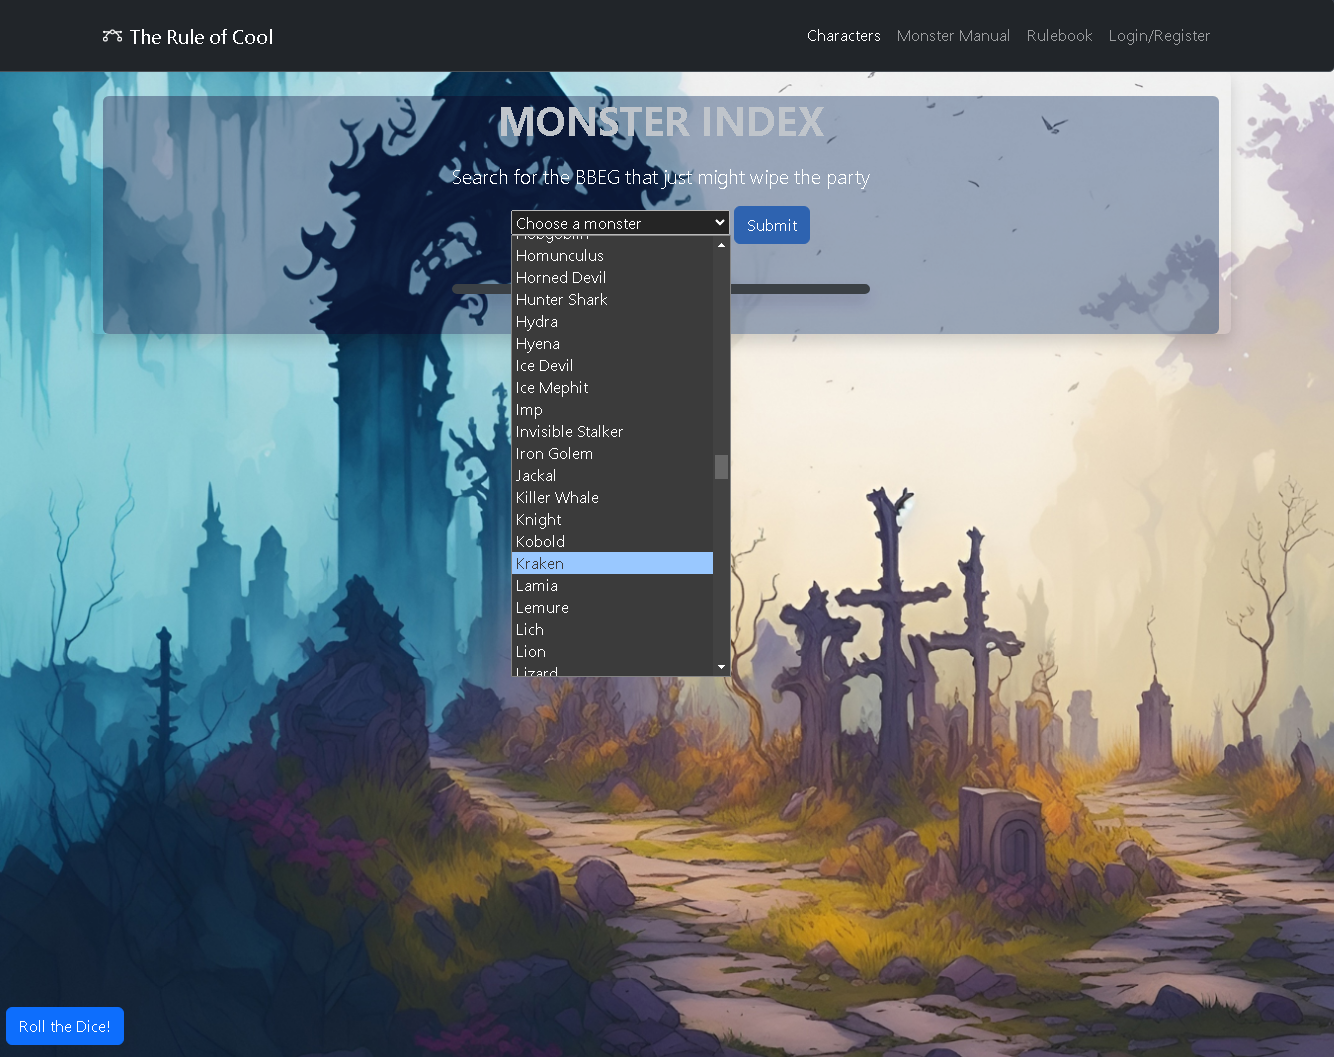 The Rule of Cool
Characters
Monster Manual
Rulebook
Login/Register
MONSTER INDEX
Search for the BBEG that just might wipe the party
Choose a monster
Submit
Hobgoblin
Homunculus
Horned Devil
Hunter Shark
Hydra
Hyena
Ice Devil
Ice Mephit
Imp
Invisible Stalker
Iron Golem
Jackal
Killer Whale
Knight
Kobold
Kraken
Lamia
Lemure
Lich
Lion
Lizard
Roll the Dice!